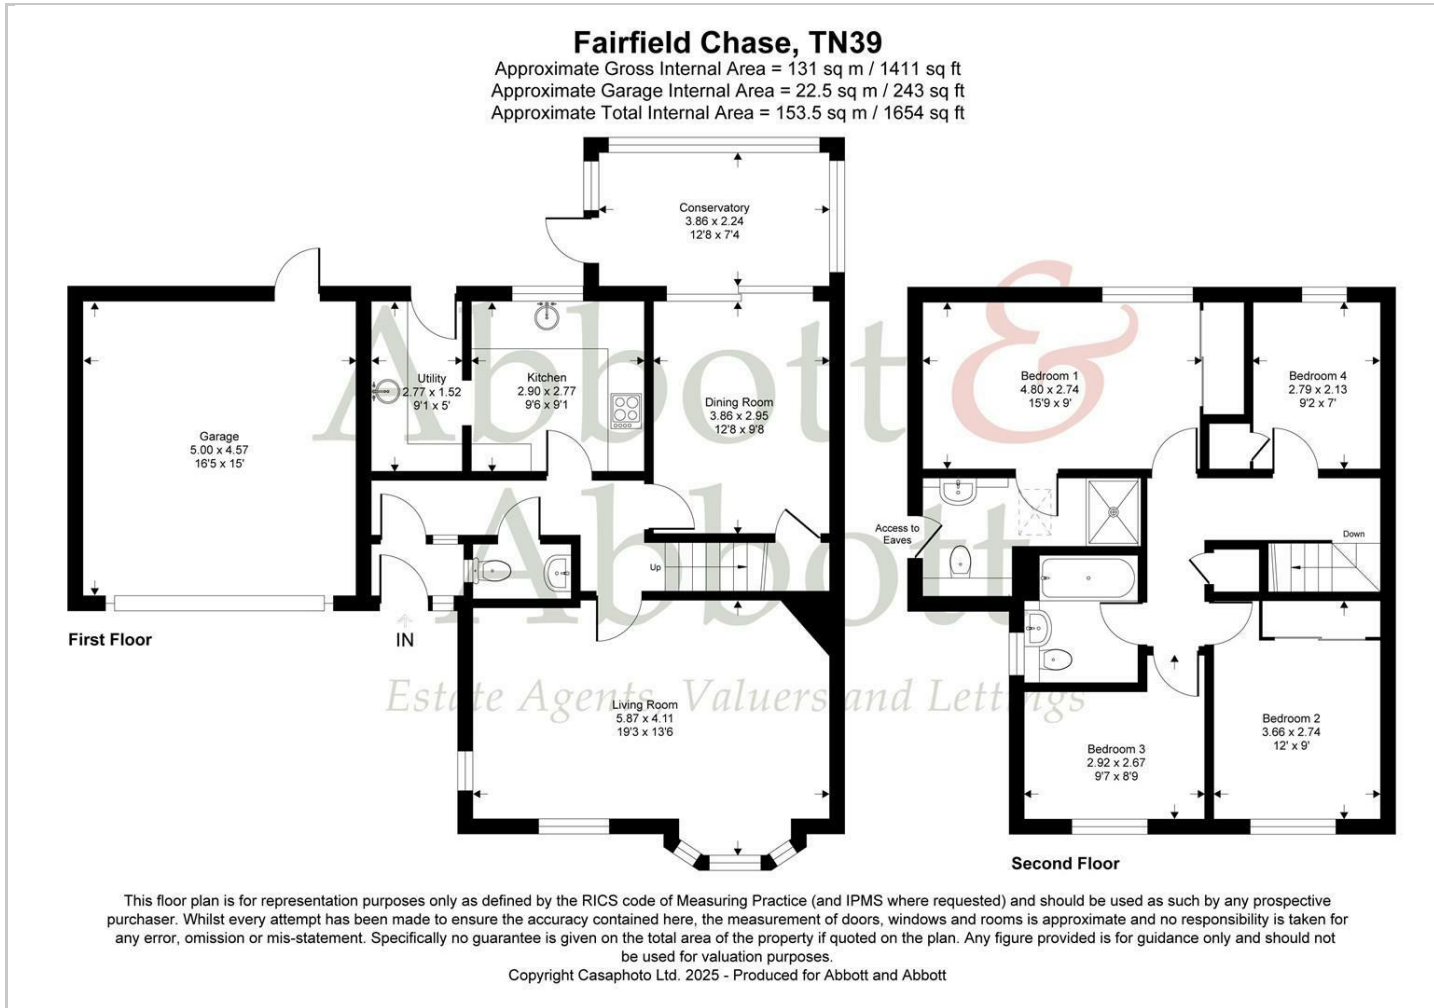 Fairfield Chase, TN39
Approximate Gross Internal Area = 131 sq m / 1411 sq ft
Approximate Garage Internal Area = 22.5 sq m / 243 sq ft
Approximate Total Internal Area = 153.5 sq m / 1654 sq ft
Conservatory
3.86 x 2.24
12'8 x 7'4
Garage
5.00 x 4.57
16'5 x 15'
Utility
2.77 x 1.52
9'1 x 5'
Kitchen
2.90 x 2.77
9'6 x 9'1
Dining Room
3.86 x 2.95
12'8 x 9'8
Up
IN
Living Room
5.87 x 4.11
19'3 x 13'6
First Floor
Bedroom 1
4.80 x 2.74
15'9 x 9'
Bedroom 4
2.79 x 2.13
9'2 x 7'
Access to
Eaves
Down
Bedroom 3
2.92 x 2.67
9'7 x 8'9
Bedroom 2
3.66 x 2.74
12' x 9'
Second Floor
Abbott &
Abbott
Estate Agents, Valuers and Lettings
This floor plan is for representation purposes only as defined by the RICS code of Measuring Practice (and IPMS where requested) and should be used as such by any prospective
purchaser. Whilst every attempt has been made to ensure the accuracy contained here, the measurement of doors, windows and rooms is approximate and no responsibility is taken for
any error, omission or mis-statement. Specifically no guarantee is given on the total area of the property if quoted on the plan. Any figure provided is for guidance only and should not
be used for valuation purposes.
Copyright Casaphoto Ltd. 2025 - Produced for Abbott and Abbott